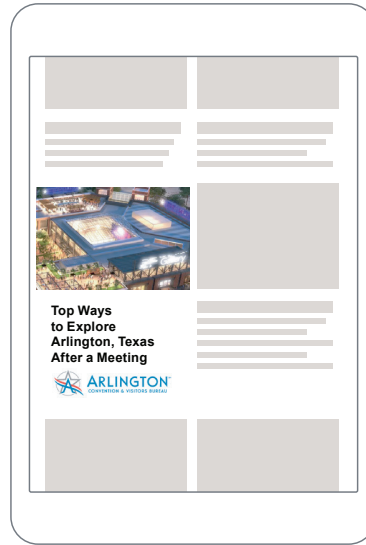 Top Ways
to Explore
Arlington, Texas
After a Meeting
ARLINGTON
CONVENTION & VISITORS BUREAU